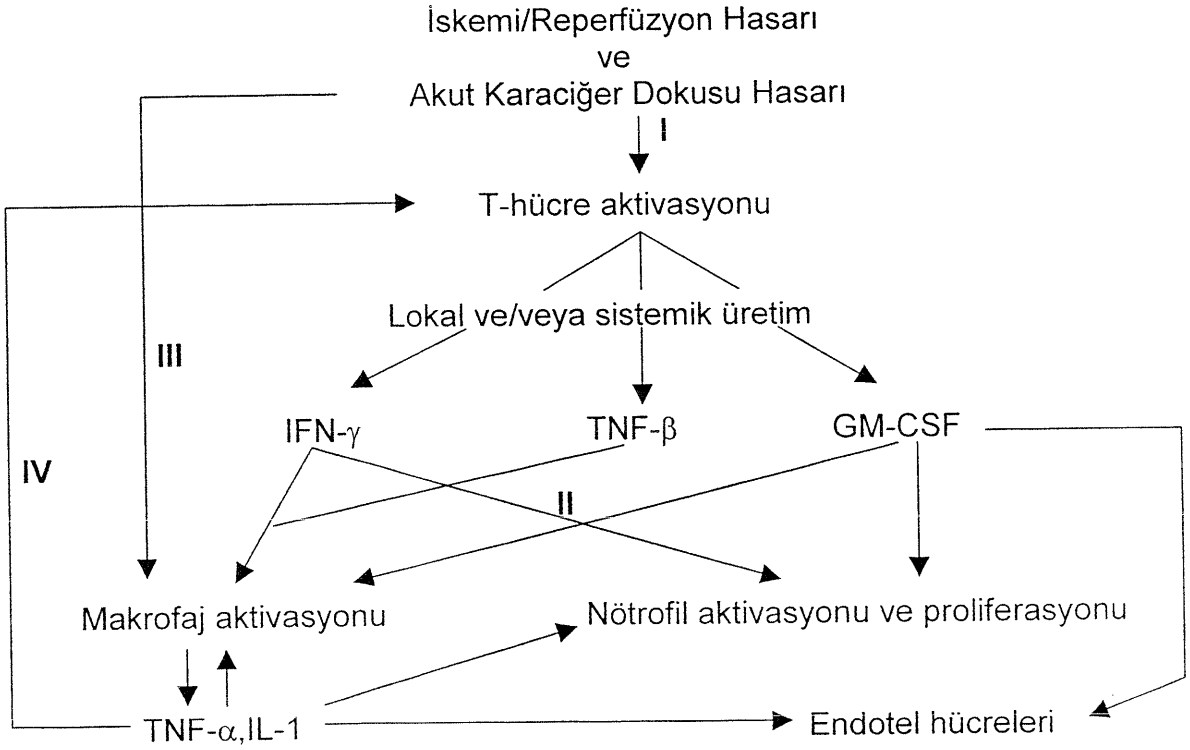 İskemi/Reperfüzyon Hasarı
ve
Akut Karaciğer Dokusu Hasarı
I
T-hücre aktivasyonu
Lokal ve/veya sistemik üretim
III
IFN-γ
TNF-β
GM-CSF
IV
II
Makrofaj aktivasyonu
Nötrofil aktivasyonu ve proliferasyonu
TNF-α,IL-1
Endotel hücreleri